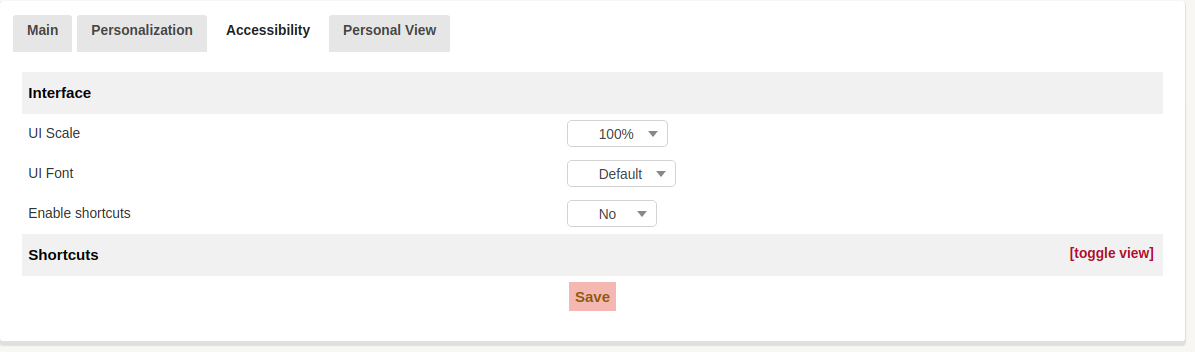 Main Personalization Accessibility Personal View
Interface
UI Scale 100%
UI Font Default
Enable shortcuts No
Shortcuts [toggle view]
Save